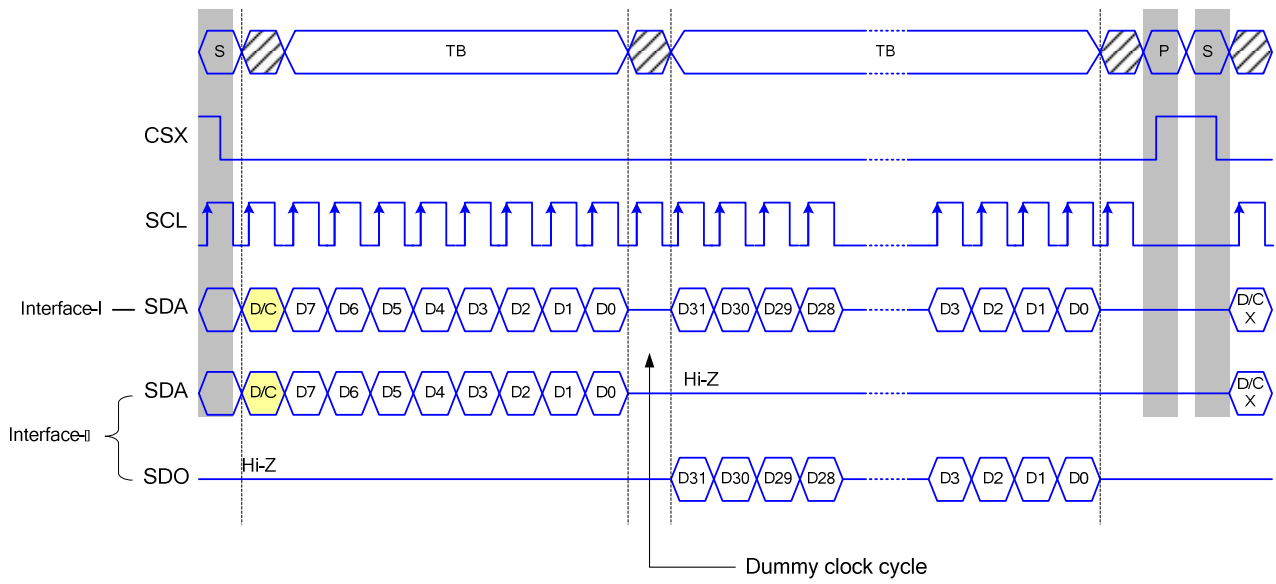 S TB TB P S
CSX
SCL
Interface-I SDA D/C D7 D6 D5 D4 D3 D2 D1 D0 D31 D30 D29 D28 D3 D2 D1 D0 D/C X
Interface-▯ SDA D/C D7 D6 D5 D4 D3 D2 D1 D0 Hi-Z D/C X
SDO Hi-Z D31 D30 D29 D28 D3 D2 D1 D0
Dummy clock cycle